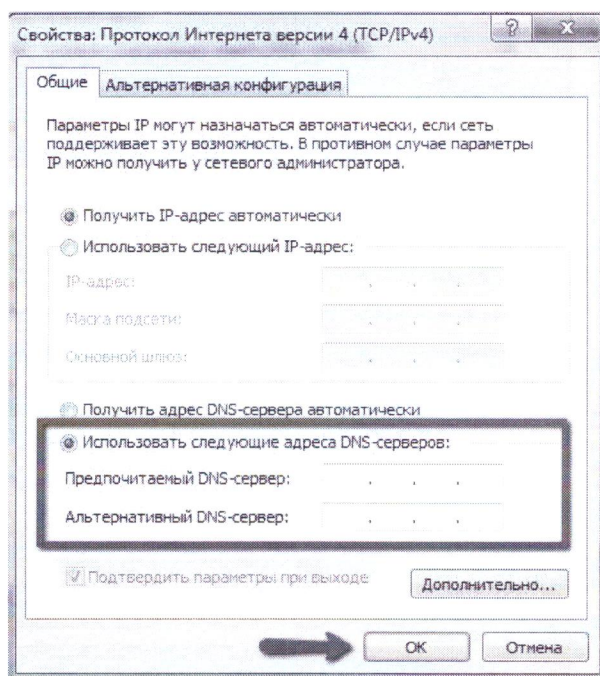 Свойства: Протокол Интернета версии 4 (TCP/IPv4)
Общие
Альтернативная конфигурация
Параметры IP могут назначаться автоматически, если сеть
поддерживает эту возможность. В противном случае параметры
IP можно получить у сетевого администратора.
Получить IP-адрес автоматически
Использовать следующий IP-адрес:
IP-адрес:
Маска подсети:
Основной шлюз:
Получить адрес DNS-сервера автоматически
Использовать следующие адреса DNS-серверов:
Предпочитаемый DNS-сервер:
Альтернативный DNS-сервер:
Подтвердить параметры при выходе
Дополнительно...
ОК
Отмена